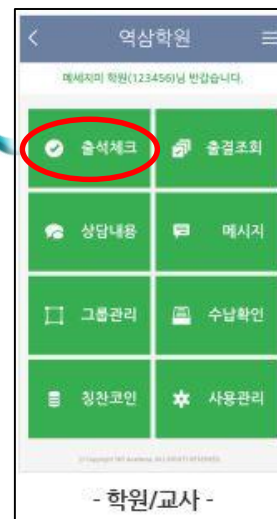 역삼학원
메세지미 학원(123456)님 반갑습니다.
출석체크 출결조회
상담내용 메시지
그룹관리 수납확인
칭찬코인 사용관리
- 학원/교사 -